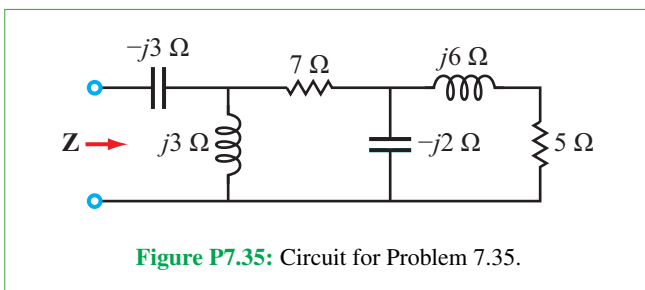 −j3 Ω
7 Ω
j6 Ω
Z
j3 Ω
−j2 Ω
5 Ω
Figure P7.35: Circuit for Problem 7.35.